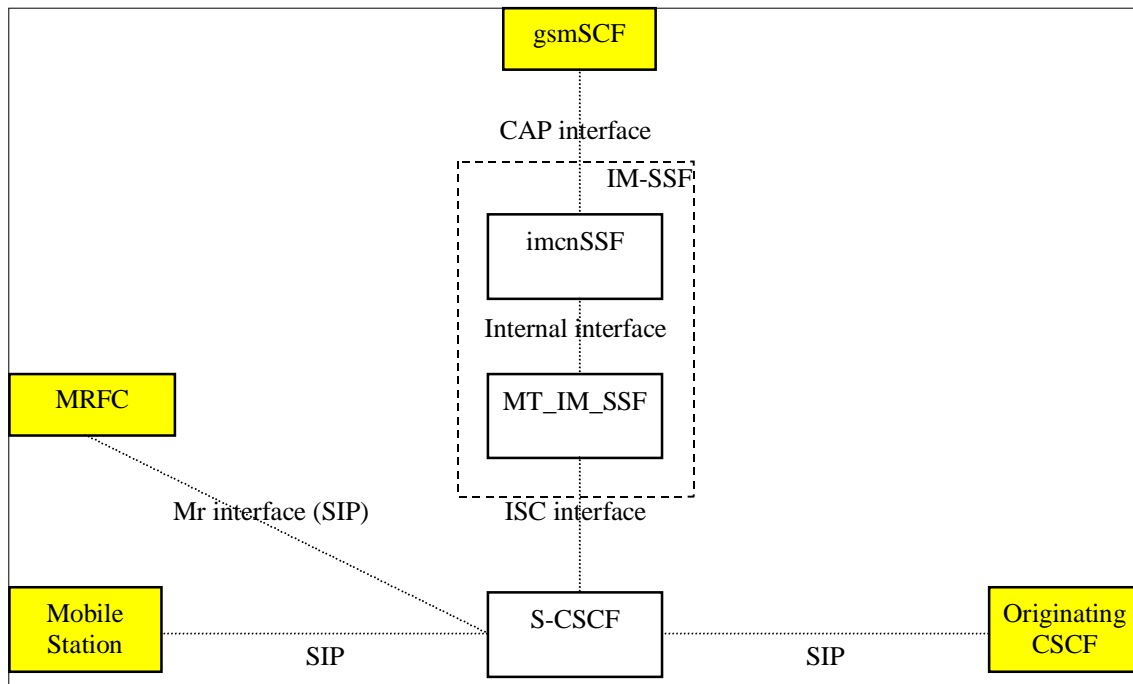 gsmSCF
CAP interface
IM-SSF
imcnSSF
Internal interface
MRFC
MT_IM_SSF
Mr interface (SIP)
ISC interface
Mobile
Station
SIP
S-CSCF
SIP
Originating
CSCF